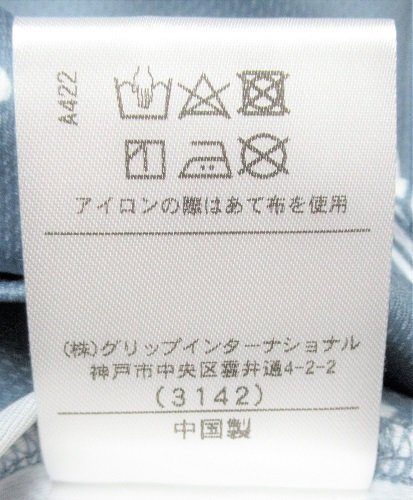 A422
アイロンの際はあて布を使用
(株)グリップインターナショナル
神戸市中央区雲井通4-2-2
(3142)
中国製